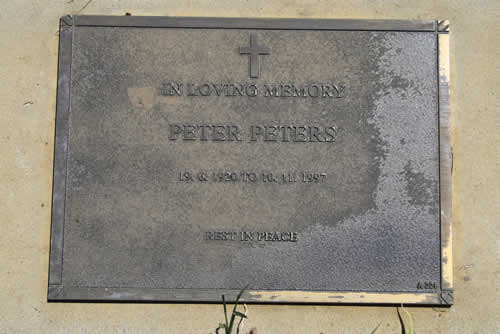 IN LOVING MEMORY
PETER PETERS
19. 6. 1920 TO 10. 11. 1997
REST IN PEACE